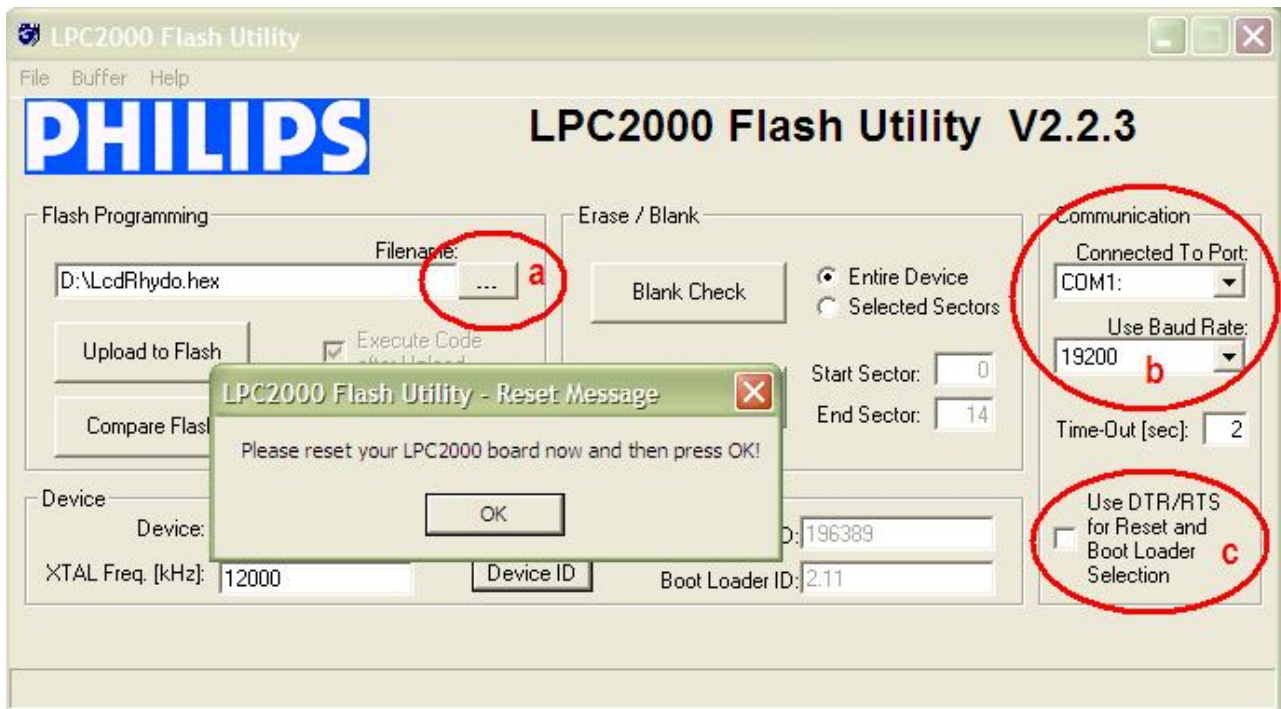 LPC2000 Flash Utility
File Buffer Help
PHILIPS
LPC2000 Flash Utility V2.2.3
Flash Programming
Filename:
D:\LcdRhydo.hex
...
a
Upload to Flash
Execute Code
after Upload
Compare Flash
Erase / Blank
Blank Check
Entire Device
Selected Sectors
Start Sector: 0
End Sector: 14
Communication
Connected To Port:
COM1:
Use Baud Rate:
19200
b
Time-Out [sec]: 2
Use DTR/RTS
for Reset and
Boot Loader
Selection
c
LPC2000 Flash Utility - Reset Message
Please reset your LPC2000 board now and then press OK!
OK
Device
Device:
XTAL Freq. [kHz]: 12000
Device ID
D: 196389
Boot Loader ID: 2.11